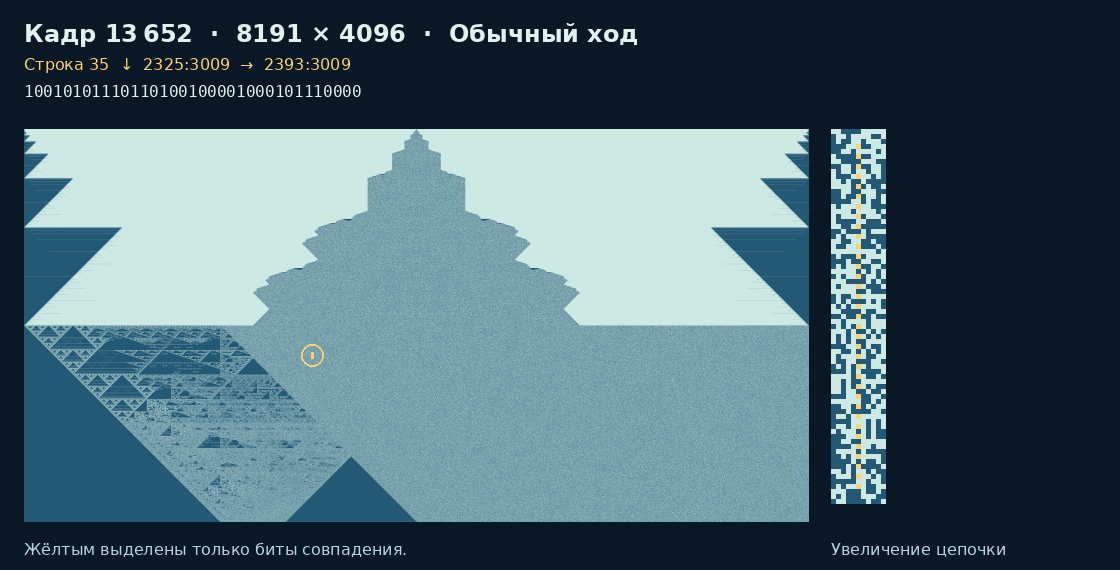 Кадр 13 652 · 8191 × 4096 · Обычный ход
Строка 35 ↓ 2325:3009 → 2393:3009
10010101110110100100001000101110000
Жёлтым выделены только биты совпадения.
Увеличение цепочки